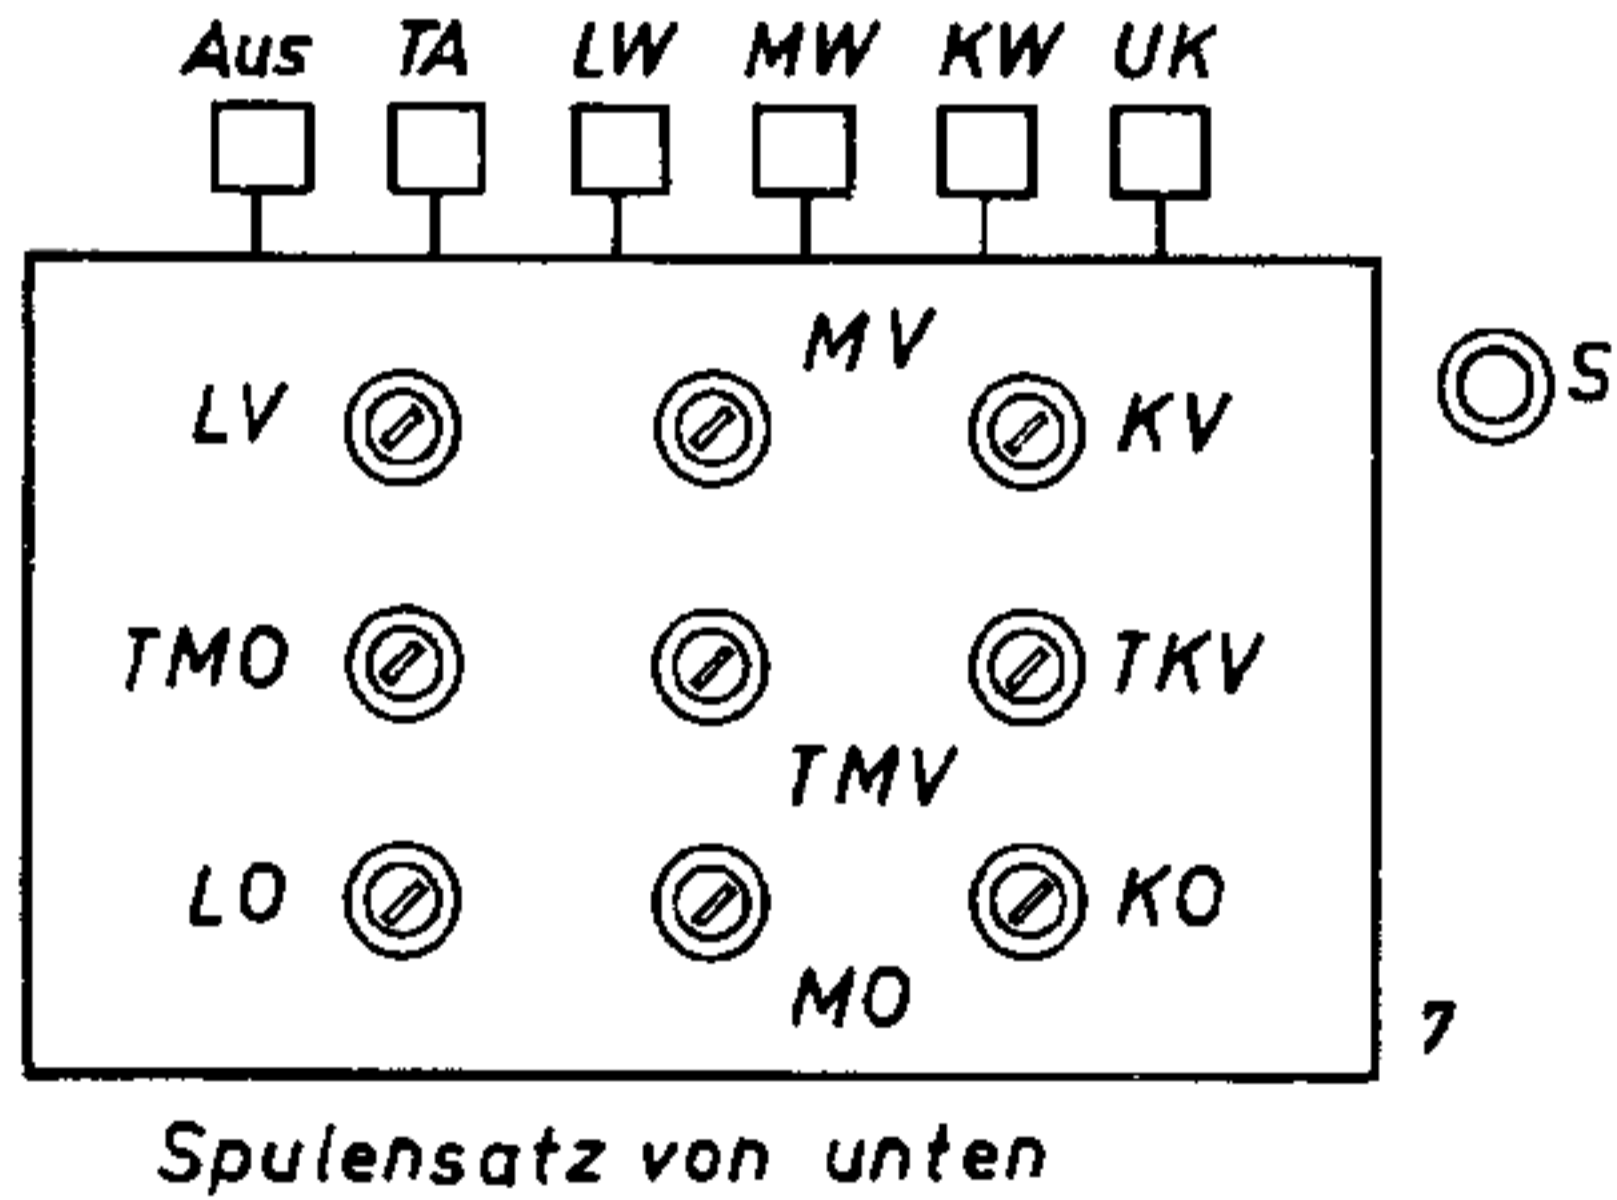 Aus TA LW MW KW UK
MV
LV KV S
TMO TKV
TMV
LO KO
MO
7
Spulensatz von unten